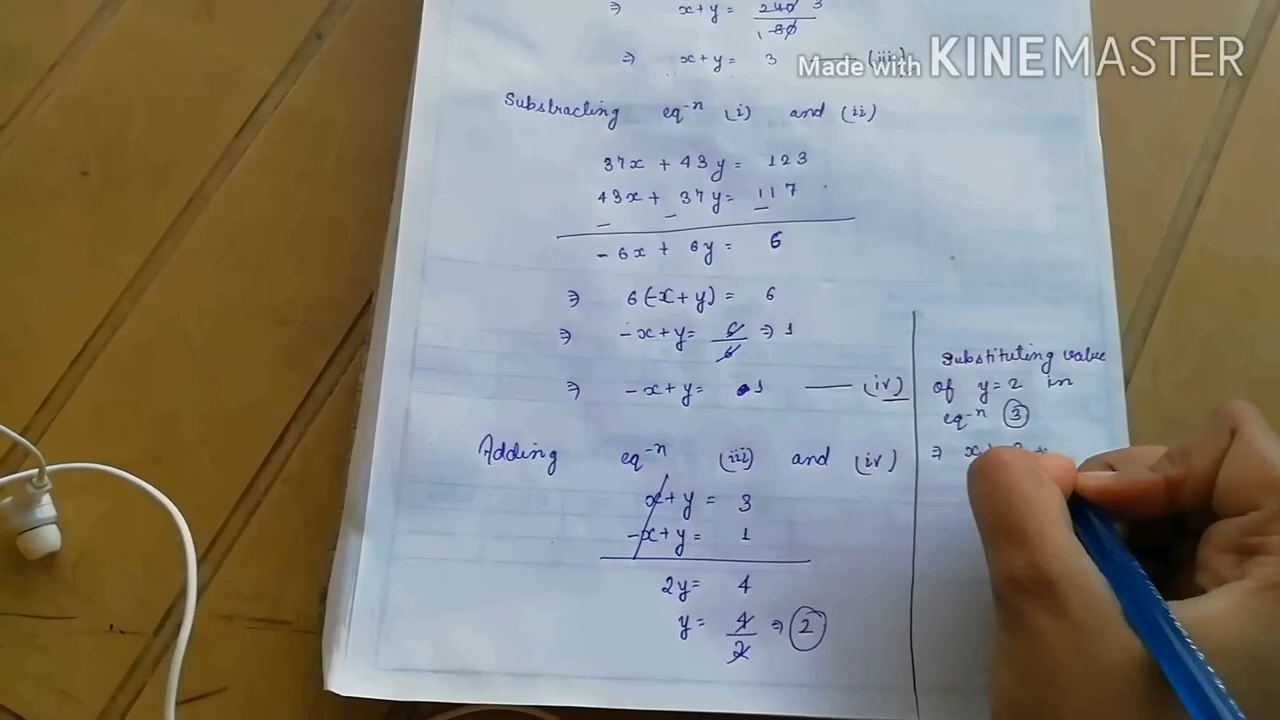 ⇒ x+y = 240 3
80
⇒ x+y = 3 —— (iii)
Made with KINEMASTER
Substracting eq-n (i) and (ii)
37x + 43y = 123
43x + 37y = 117
- - -
-6x + 6y = 6
⇒ 6(-x+y) = 6
⇒ -x+y = 6/6 ⇒ 1
⇒ -x+y = 1 —— (iv)
Adding eq-n (iii) and (iv)
x+y = 3
-x+y = 1
2y = 4
y = 4/2 ⇒ 2
Substituting value
of y=2 in
eq-n 3
⇒ x+